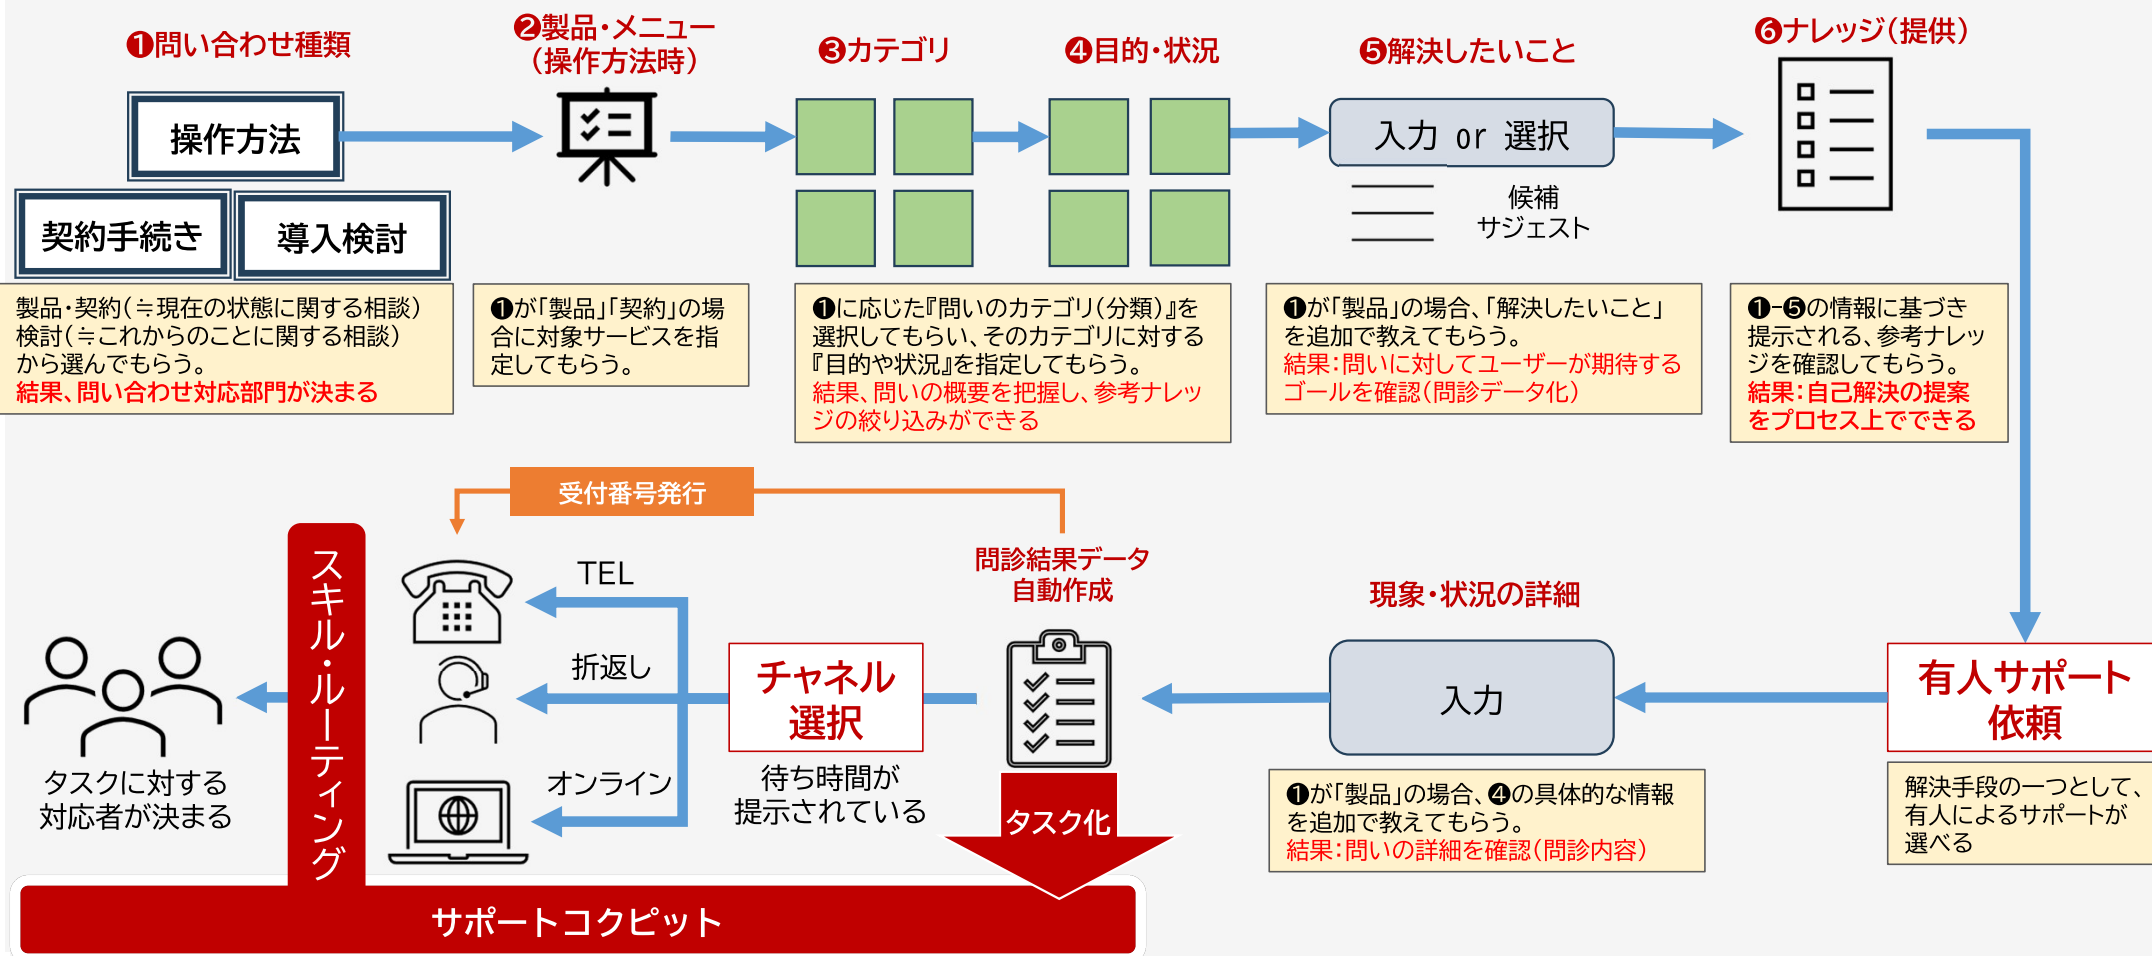 ❶問い合わせ種類
❷製品・メニュー
（操作方法時）
❸カテゴリ
❹目的・状況
❺解決したいこと
❻ナレッジ（提供）
操作方法
契約手続き
導入検討
入力 or 選択
候補
サジェスト
製品・契約（≒現在の状態に関する相談）
検討（≒これからのことに関する相談）
から選んでもらう。
結果、問い合わせ対応部門が決まる
❶が「製品」「契約」の場
合に対象サービスを指
定してもらう。
❶に応じた『問いのカテゴリ（分類）』を
選択してもらい、そのカテゴリに対する
『目的や状況』を指定してもらう。
結果、問いの概要を把握し、参考ナレッ
ジの絞り込みができる
❶が「製品」の場合、「解決したいこと」
を追加で教えてもらう。
結果：問いに対してユーザーが期待する
ゴールを確認（問診データ化）
❶-❺の情報に基づき
提示される、参考ナレッ
ジを確認してもらう。
結果：自己解決の提案
をプロセス上でできる
有人サポート
依頼
解決手段の一つとして、
有人によるサポートが
選べる
現象・状況の詳細
入力
❶が「製品」の場合、❹の具体的な情報
を追加で教えてもらう。
結果：問いの詳細を確認（問診内容）
問診結果データ
自動作成
タスク化
受付番号発行
チャネル
選択
待ち時間が
提示されている
TEL
折返し
オンライン
スキル・ルーティング
タスクに対する
対応者が決まる
サポートコクピット